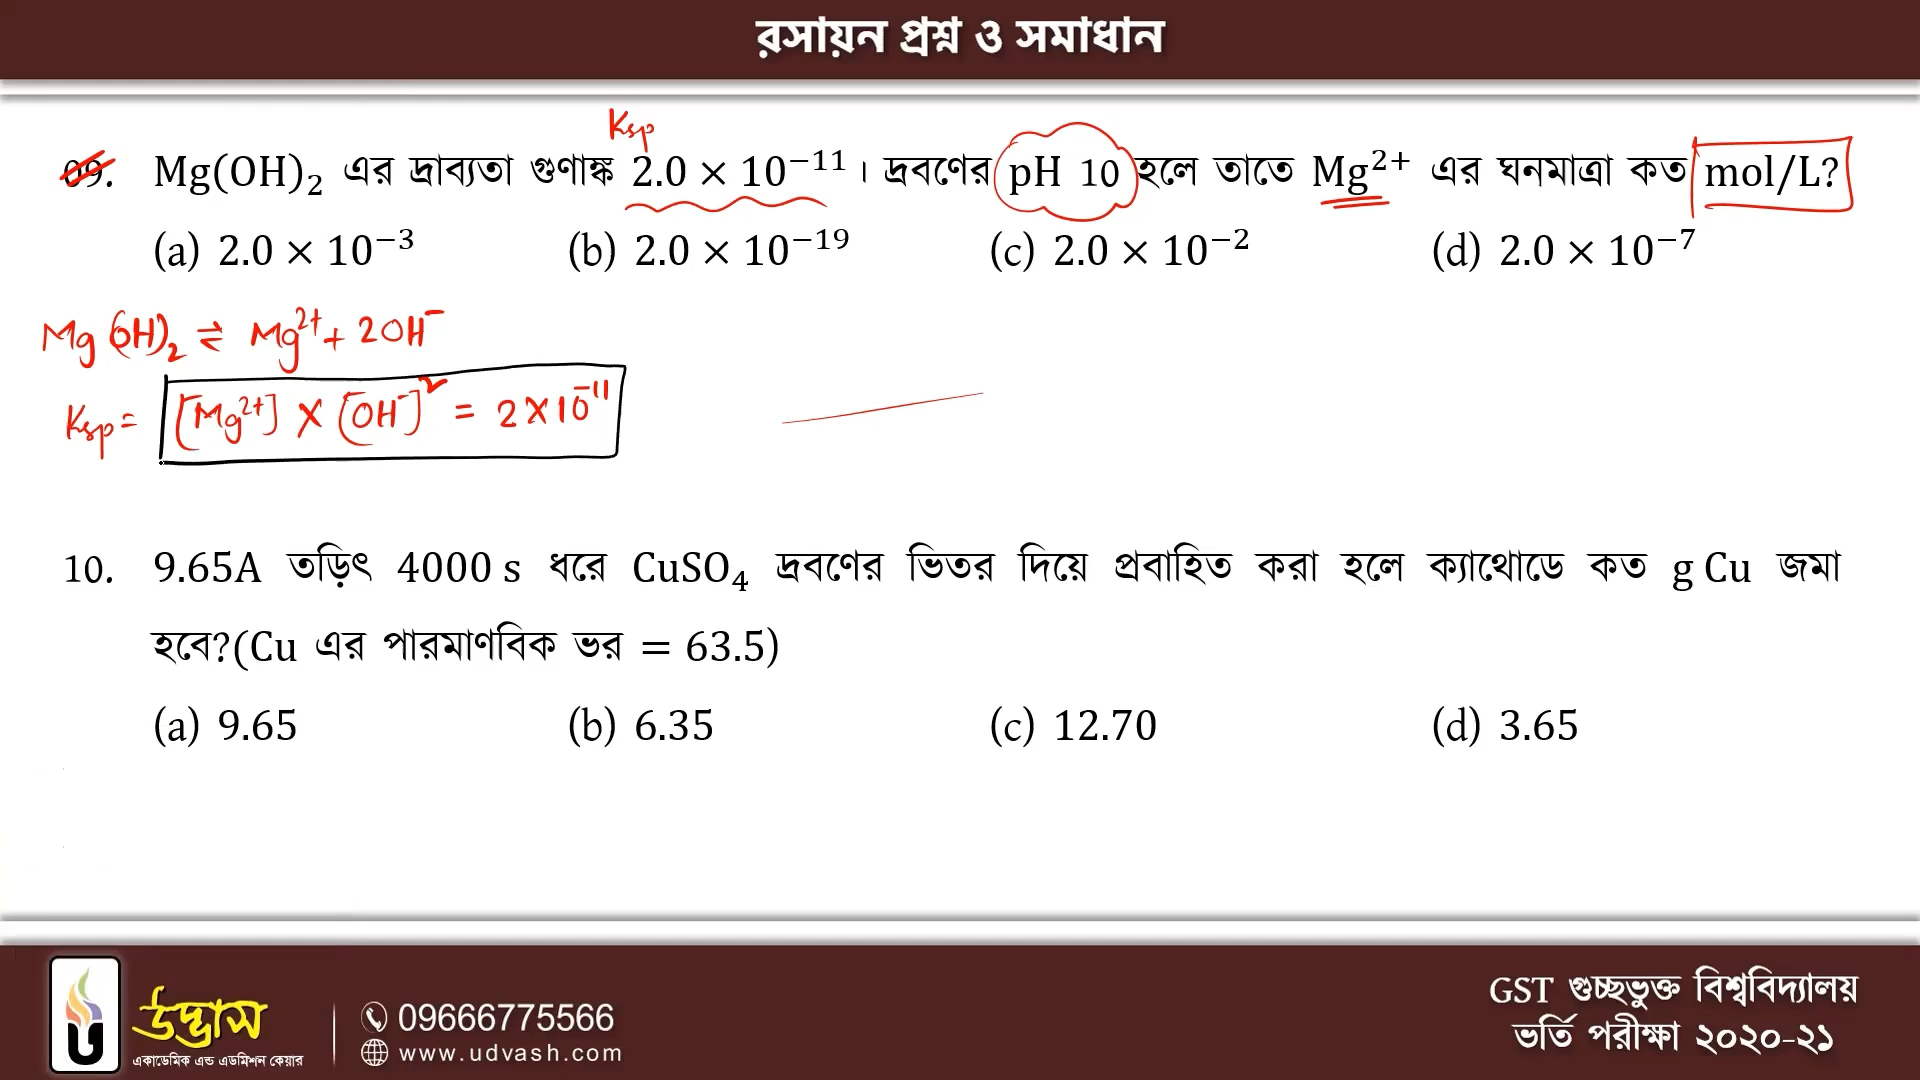 রসায়ন প্রশ্ন ও সমাধান
Ksp
09. Mg(OH)₂ এর দ্রাব্যতা গুণাঙ্ক 2.0 × 10⁻¹¹। দ্রবণের pH 10 হলে তাতে Mg²⁺ এর ঘনমাত্রা কত mol/L?
(a) 2.0 × 10⁻³ (b) 2.0 × 10⁻¹⁹ (c) 2.0 × 10⁻² (d) 2.0 × 10⁻⁷
Mg(OH)₂ ⇌ Mg²⁺ + 2OH⁻
Ksp = [Mg²⁺] × [OH⁻]² = 2×10⁻¹¹
10. 9.65A তড়িৎ 4000 s ধরে CuSO₄ দ্রবণের ভিতর দিয়ে প্রবাহিত করা হলে ক্যাথোডে কত g Cu জমা
হবে?(Cu এর পারমাণবিক ভর = 63.5)
(a) 9.65 (b) 6.35 (c) 12.70 (d) 3.65
উদ্ভাস
একাডেমিক এন্ড এডমিশন কেয়ার
09666775566
www.udvash.com
GST গুচ্ছভুক্ত বিশ্ববিদ্যালয়
ভর্তি পরীক্ষা ২০২০-২১